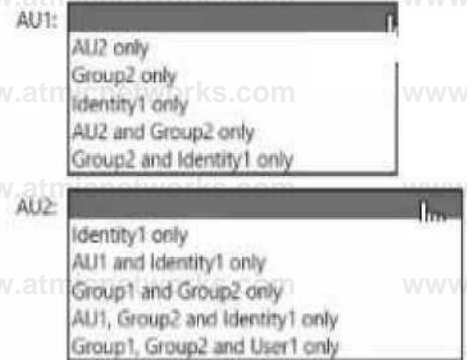 AU1:
AU2 only
Group2 only
Identity1 only
AU2 and Group2 only
Group2 and Identity1 only
AU2:
Identity1 only
AU1 and Identity1 only
Group1 and Group2 only
AU1, Group2 and Identity1 only
Group1, Group2 and User1 only